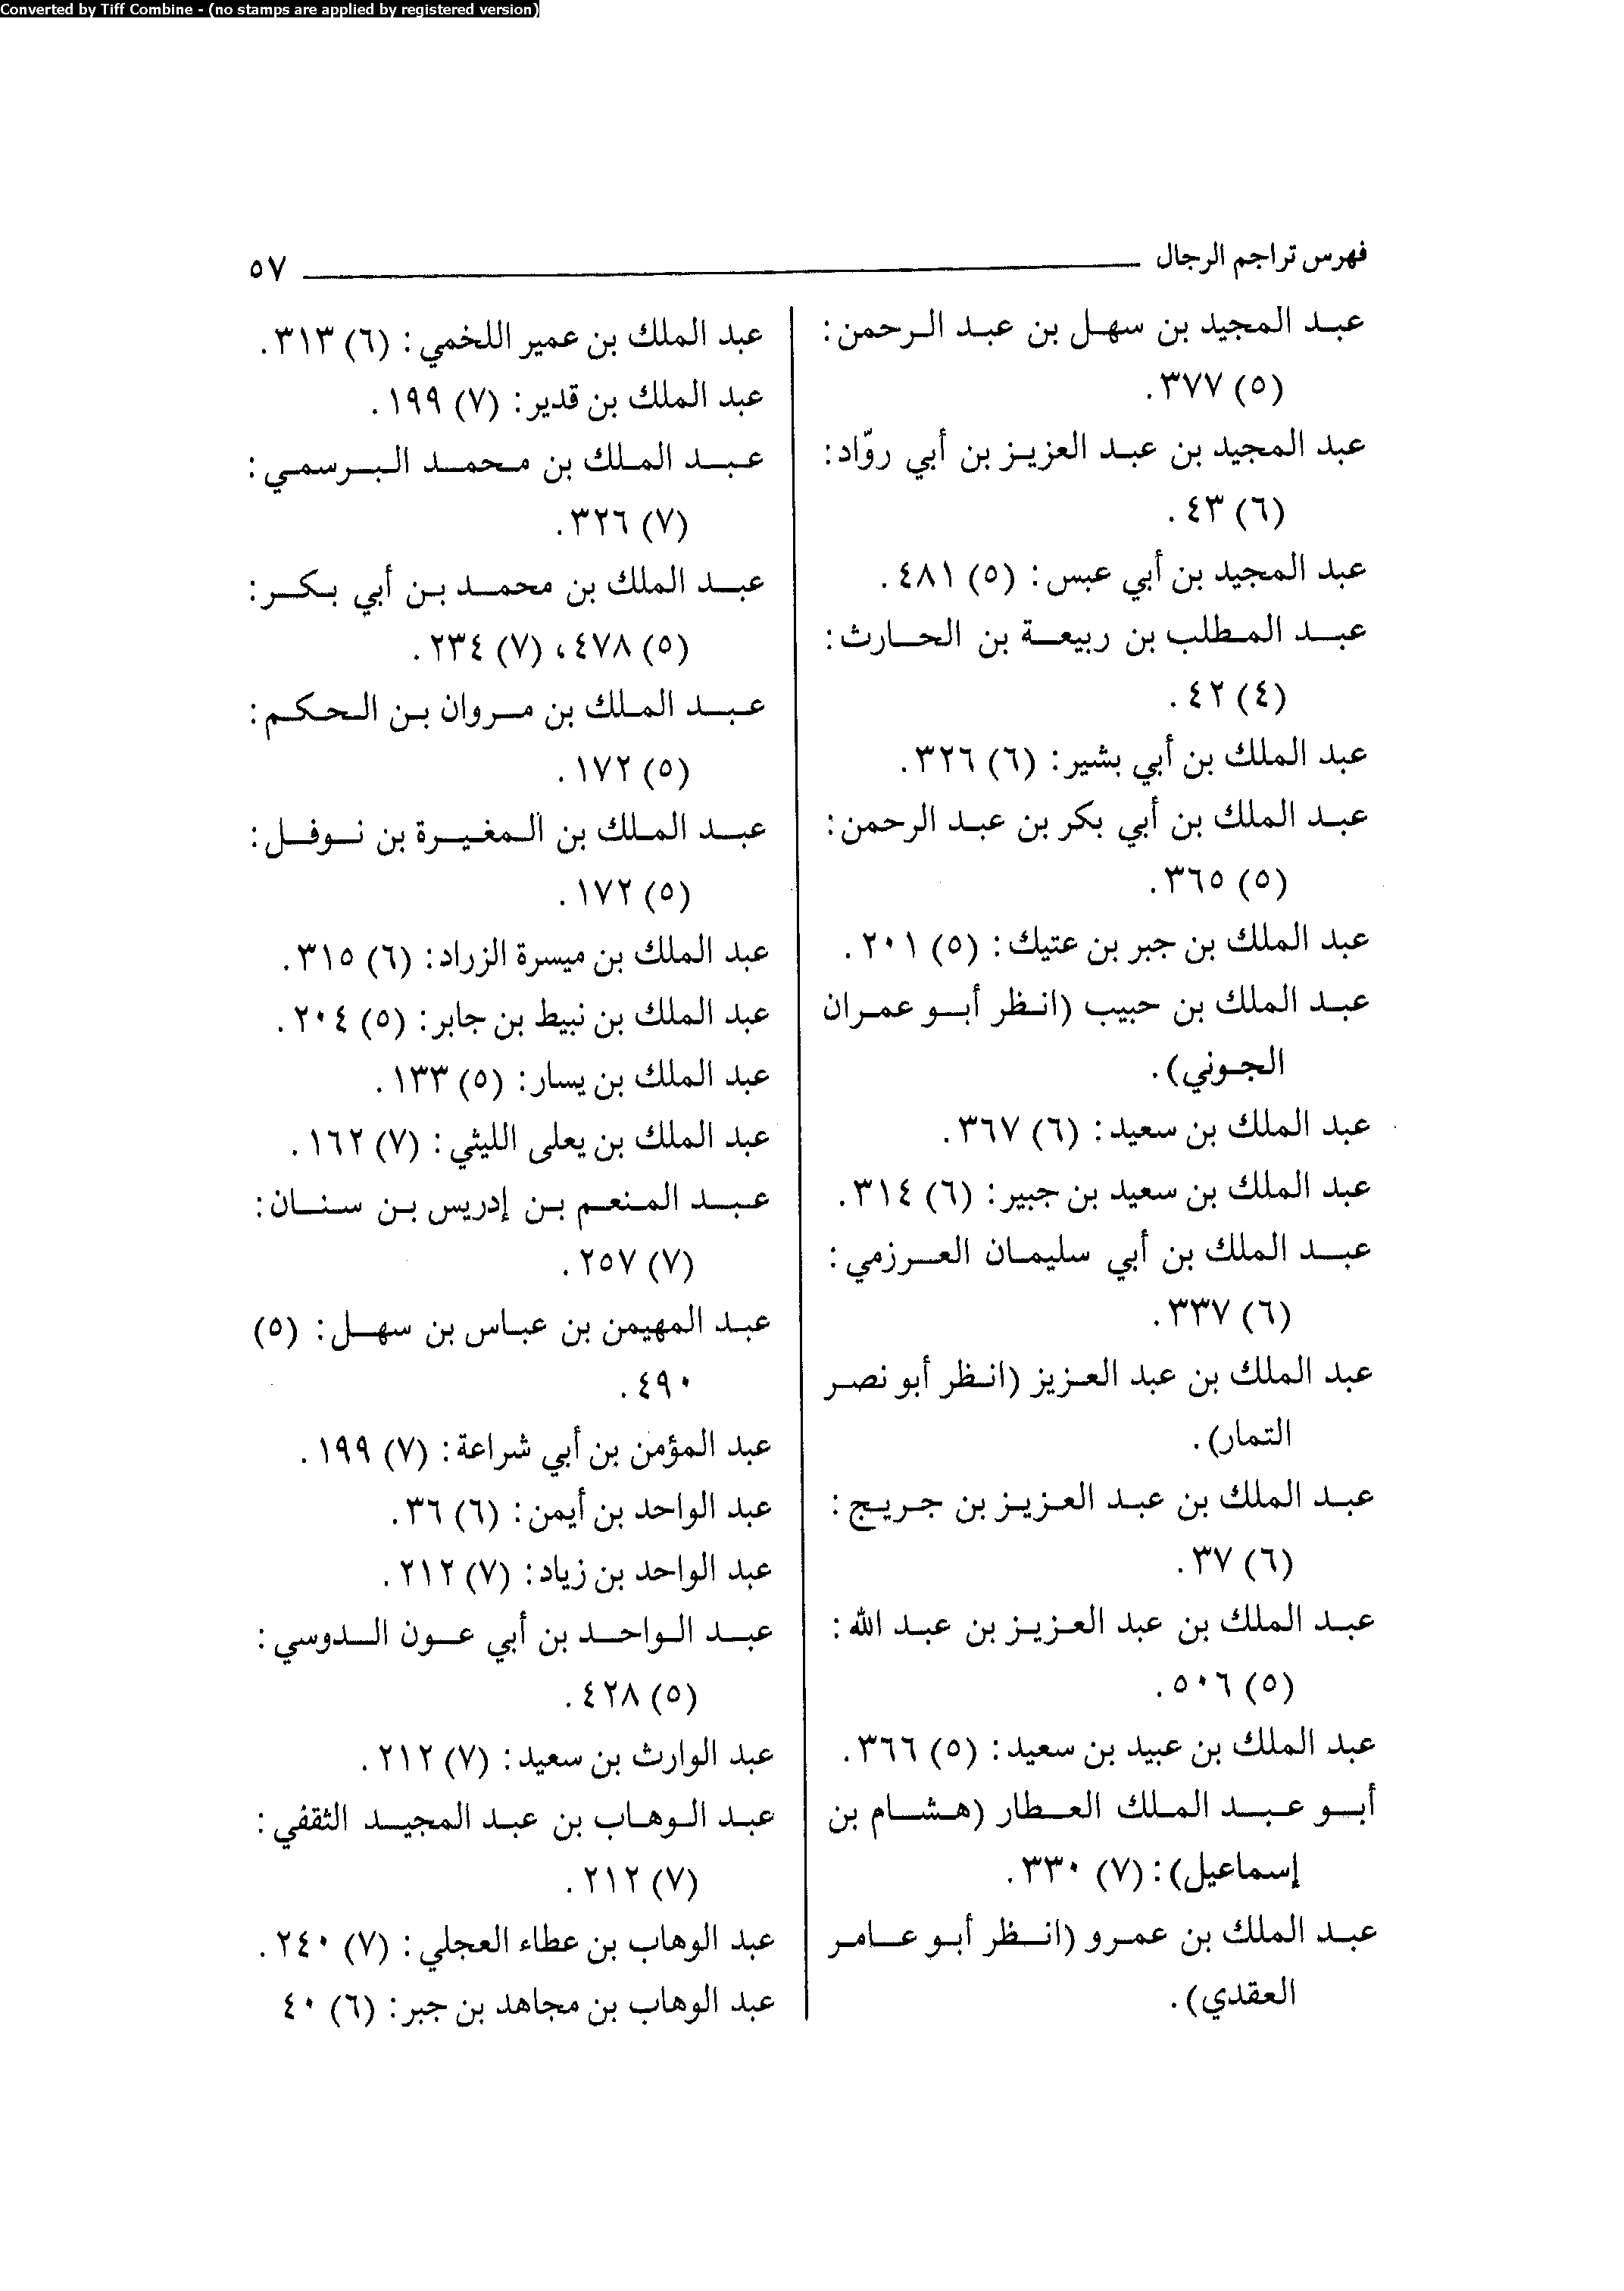 Converted by Tiff Combine - (no stamps are applied by registered version)
فهرس تراجم الرجال ٥٧
عبد المجيد بن سهل بن عبد الرحمن:
(٥) ٣٧٧.
عبد المجيد بن عبد العزيز بن أبي روّاد:
(٦) ٤٣.
عبد المجيد بن أبي عبس: (٥) ٤٨١.
عبد المطلب بن ربيعة بن الحارث:
(٤) ٤٢.
عبد الملك بن أبي بشير: (٦) ٣٢٦.
عبد الملك بن أبي بكر بن عبد الرحمن:
(٥) ٣٦٥.
عبد الملك بن جبر بن عتيك: (٥) ٢٠١.
عبد الملك بن حبيب (انظر أبو عمران
الجوني).
عبد الملك بن سعيد: (٦) ٣٦٧.
عبد الملك بن سعيد بن جبير: (٦) ٣١٤.
عبد الملك بن أبي سليمان العرزمي:
(٦) ٣٣٧.
عبد الملك بن عبد العزيز (انظر أبو نصر
التمار).
عبد الملك بن عبد العزيز بن جريج:
(٦) ٣٧.
عبد الملك بن عبد العزيز بن عبد الله:
(٥) ٥٠٦.
عبد الملك بن عبيد بن سعيد: (٥) ٣٦٦.
أبو عبد الملك العطار (هشام بن
إسماعيل): (٧) ٣٣٠.
عبد الملك بن عمرو (انظر أبو عامر
العقدي).
عبد الملك بن عمير اللخمي: (٦) ٣١٣.
عبد الملك بن قدير: (٧) ١٩٩.
عبد الملك بن محمد البرسمي:
(٧) ٣٢٦.
عبد الملك بن محمد بن أبي بكر:
(٥) ٤٧٨، (٧) ٢٣٤.
عبد الملك بن مروان بن الحكم:
(٥) ١٧٢.
عبد الملك بن المغيرة بن نوفل:
(٥) ١٧٢.
عبد الملك بن ميسرة الزراد: (٦) ٣١٥.
عبد الملك بن نبيط بن جابر: (٥) ٢٠٤.
عبد الملك بن يسار: (٥) ١٣٣.
عبد الملك بن يعلى الليثي: (٧) ١٦٢.
عبد المنعم بن إدريس بن سنان:
(٧) ٢٥٧.
عبد المهيمن بن عباس بن سهل: (٥)
٤٩٠.
عبد المؤمن بن أبي شراعة: (٧) ١٩٩.
عبد الواحد بن أيمن: (٦) ٣٦.
عبد الواحد بن زياد: (٧) ٢١٢.
عبد الواحد بن أبي عون الدوسي:
(٥) ٤٢٨.
عبد الوارث بن سعيد: (٧) ٢١٢.
عبد الوهاب بن عبد المجيد الثقفي:
(٧) ٢١٢.
عبد الوهاب بن عطاء العجلي: (٧) ٢٤٠.
عبد الوهاب بن مجاهد بن جبر: (٦) ٤٠